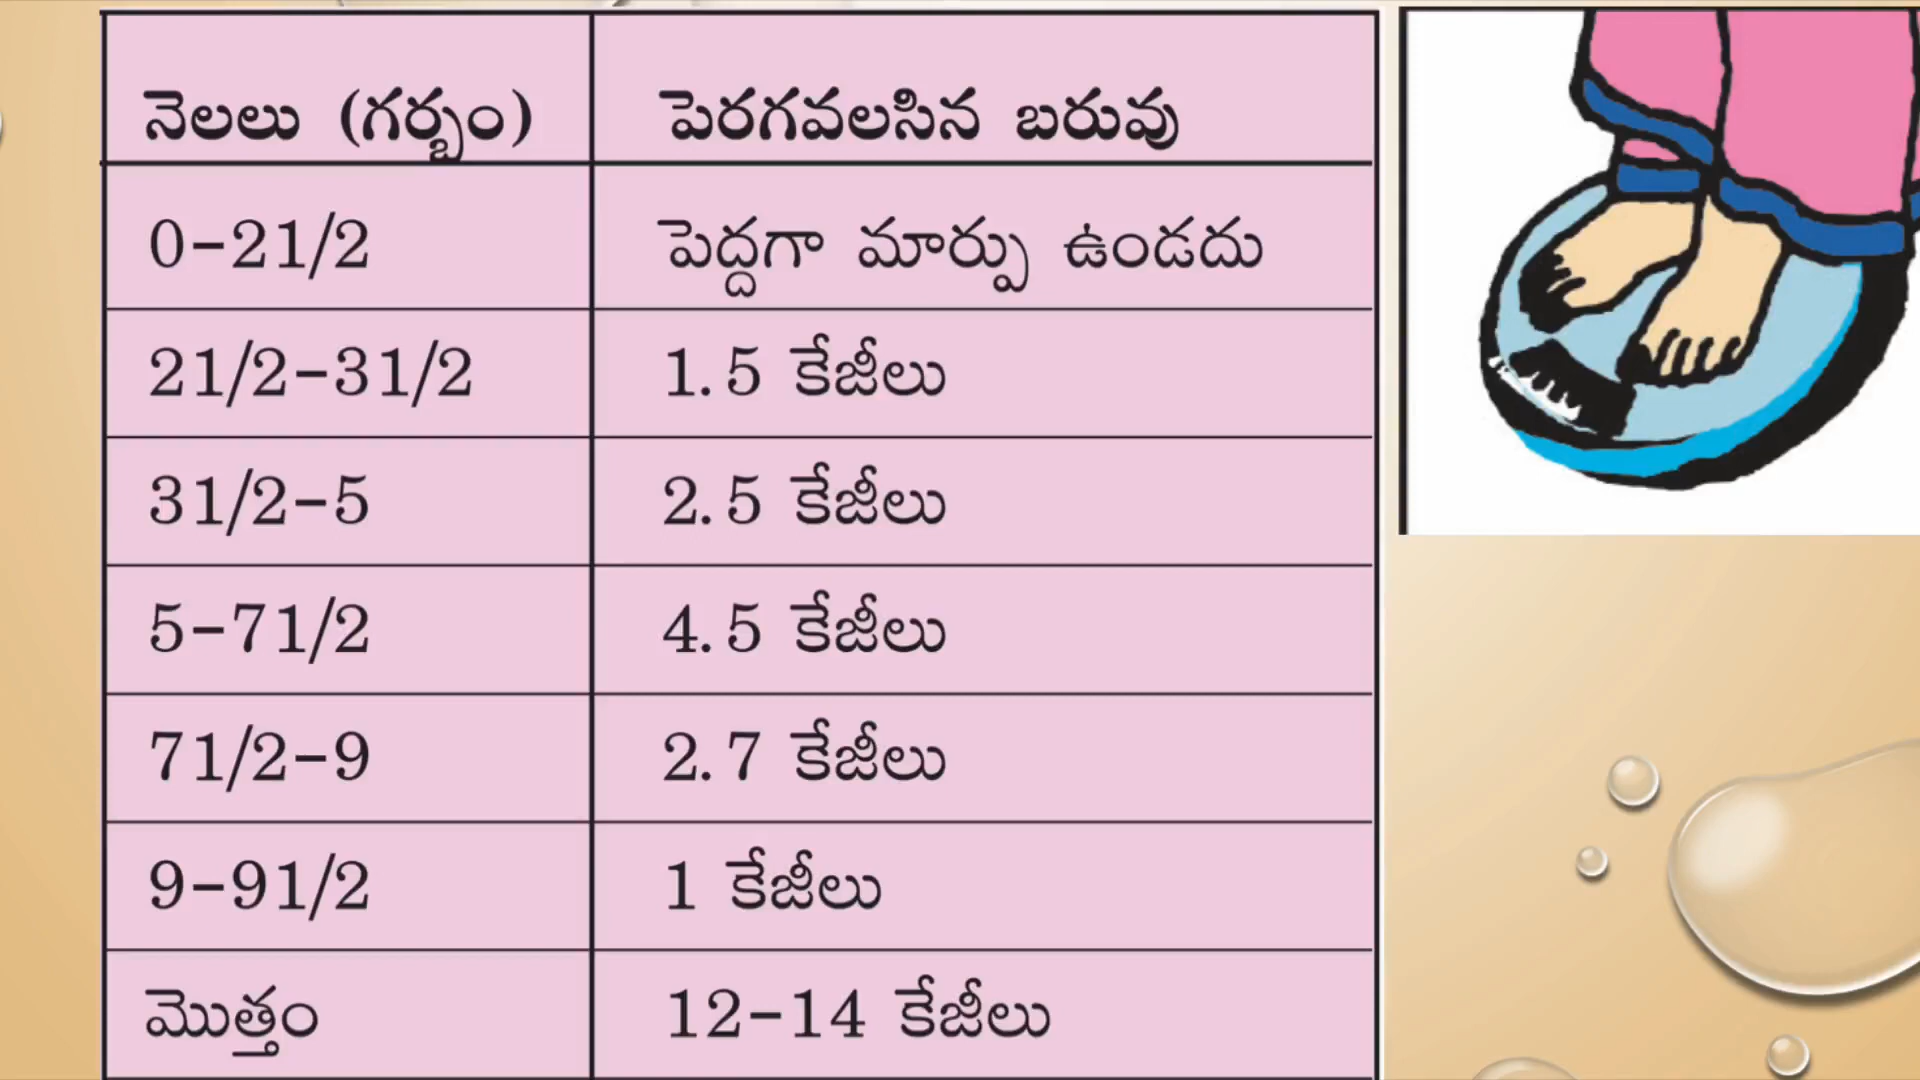 నెలలు (గర్భం) పెరగవలసిన బరువు
0-21/2 పెద్దగా మార్పు ఉండదు
21/2-31/2 1.5 కేజీలు
31/2-5 2.5 కేజీలు
5-71/2 4.5 కేజీలు
71/2-9 2.7 కేజీలు
9-91/2 1 కేజీలు
మొత్తం 12-14 కేజీలు